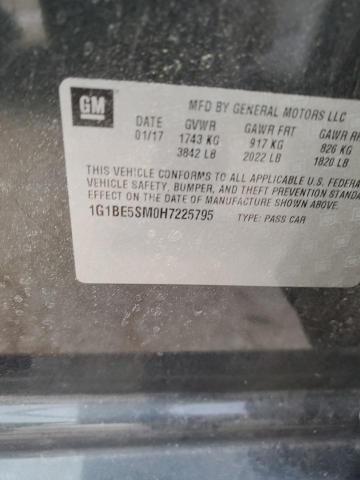 GM
MFD BY GENERAL MOTORS LLC
DATE GVWR GAWR FRT GAWR RR
01/17 1743 KG 917 KG 826 KG
3842 LB 2022 LB 1820 LB
THIS VEHICLE CONFORMS TO ALL APPLICABLE U.S. FEDERA
VEHICLE SAFETY, BUMPER, AND THEFT PREVENTION STANDA
EFFECT ON THE DATE OF MANUFACTURE SHOWN ABOVE.
1G1BE5SM0H7225795 TYPE: PASS CAR